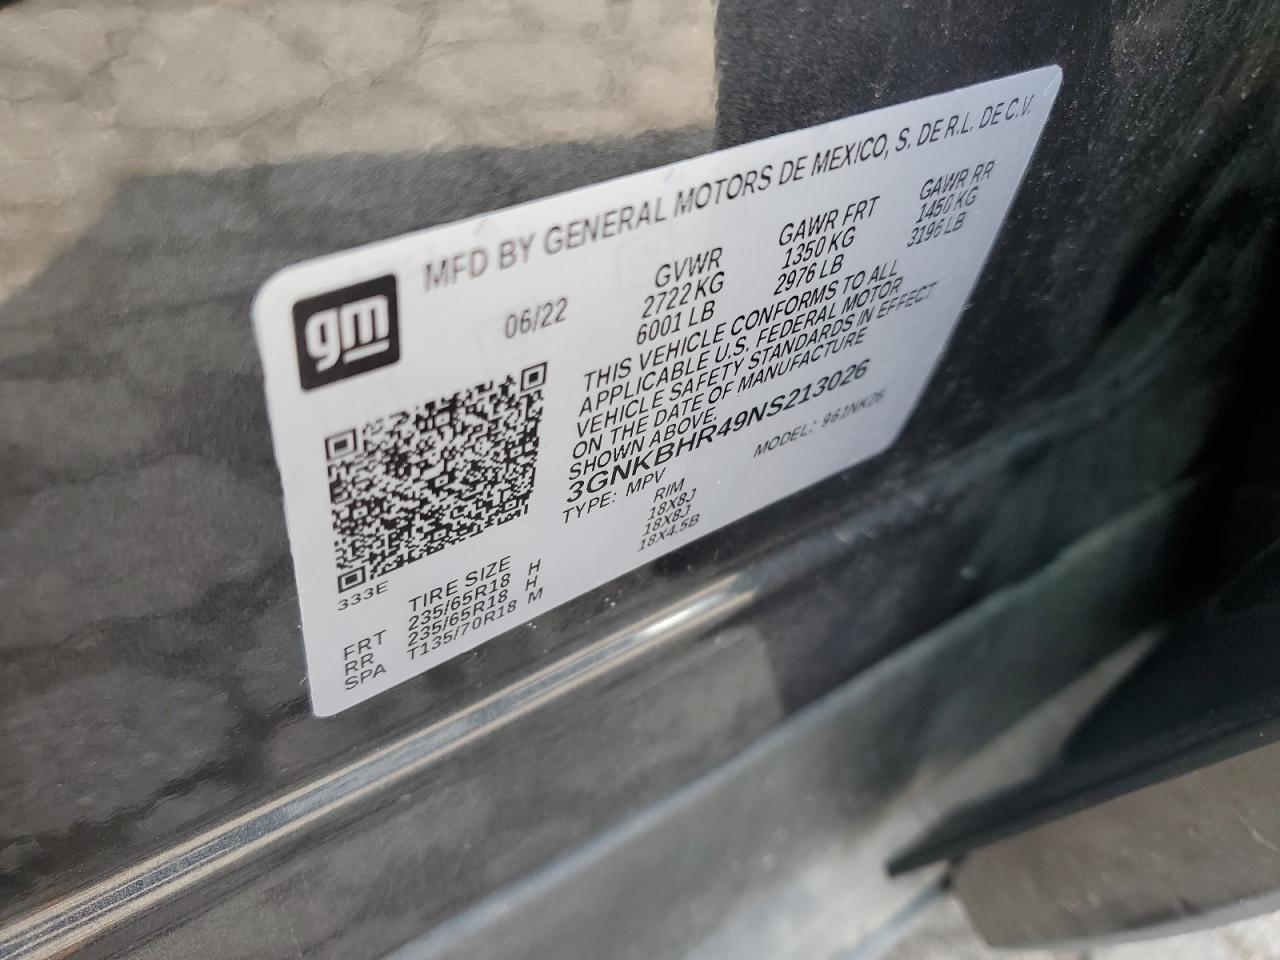 gm
MFD BY GENERAL MOTORS DE MEXICO, S. DE R.L. DE C.V.
06/22 GVWR GAWR FRT GAWR RR
2722 KG 1350 KG 1450 KG
6001 LB 2976 LB 3196 LB
THIS VEHICLE CONFORMS TO ALL
APPLICABLE U.S. FEDERAL MOTOR
VEHICLE SAFETY STANDARDS IN EFFECT
ON THE DATE OF MANUFACTURE
SHOWN ABOVE.
3GNKBHR49NS213026
TYPE: MPV MODEL: 961NK26
333E
TIRE SIZE RIM
FRT 235/65R18 H 18X8J
RR 235/65R18 H 18X8J
SPA T135/70R18 M 18X4.5B